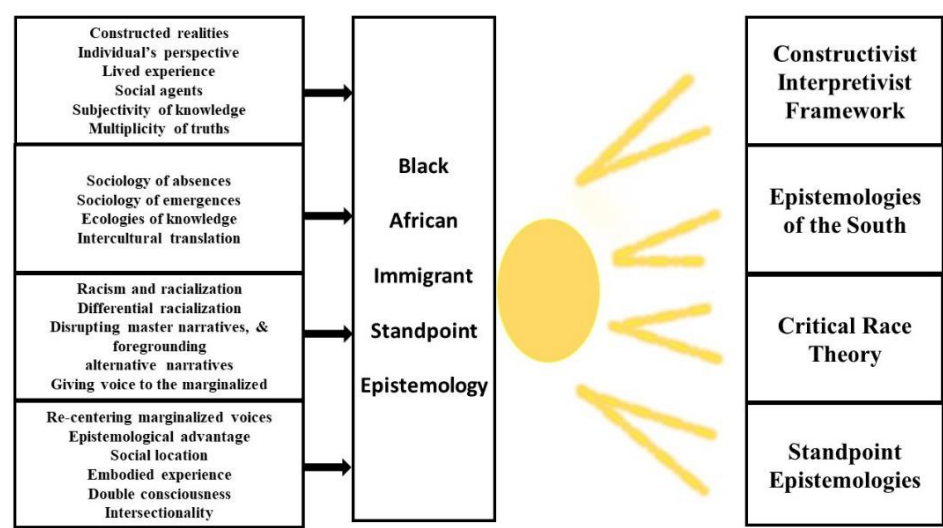 Constructed realities
Individual's perspective
Lived experience
Social agents
Subjectivity of knowledge
Multiplicity of truths
Sociology of absences
Sociology of emergences
Ecologies of knowledge
Intercultural translation
Racism and racialization
Differential racialization
Disrupting master narratives, &
foregrounding
alternative narratives
Giving voice to the marginalized
Re-centering marginalized voices
Epistemological advantage
Social location
Embodied experience
Double consciousness
Intersectionality
Black
African
Immigrant
Standpoint
Epistemology
Constructivist
Interpretivist
Framework
Epistemologies
of the South
Critical Race
Theory
Standpoint
Epistemologies